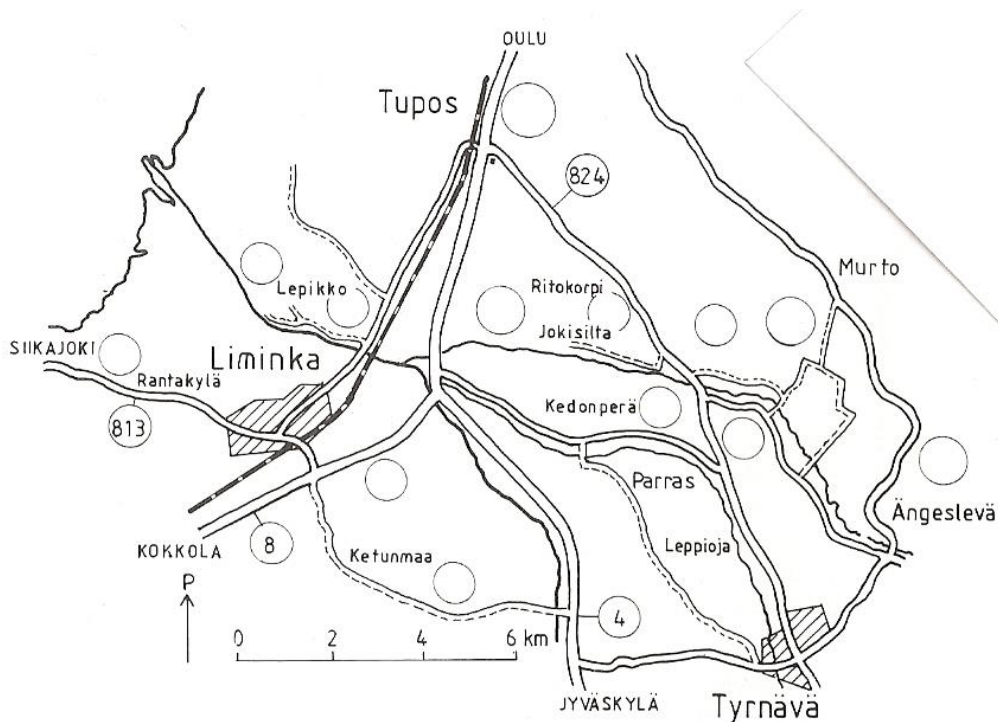 OULU
Tupos
824
Murto
Ritokorpi
Lepikko
Jokisilta
SIIKAJOKI
Liminka
Rantakylä
Kedonperä
813
Parras
Ängeslevä
KOKKOLA
8
Ketunmaa
Leppioja
P
4
0 2 4 6 km
JYVÄSKYLÄ
Tyrnävä